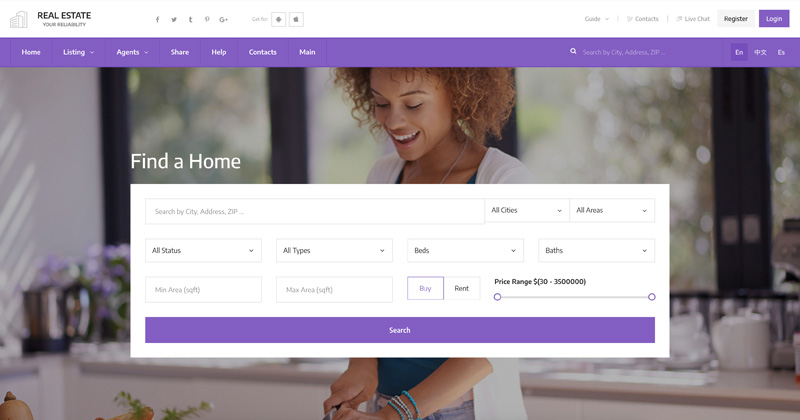 REAL ESTATE
YOUR RELIABILITY
Get for:
Guide
Contacts
Live Chat
Register
Login
Home
Listing
Agents
Share
Help
Contacts
Main
Search by City, Address, ZIP ...
En
中文
Es
Find a Home
Search by City, Address, ZIP ...
All Cities
All Areas
All Status
All Types
Beds
Baths
Min Area (sqft)
Max Area (sqft)
Buy
Rent
Price Range $(30 - 3500000)
Search